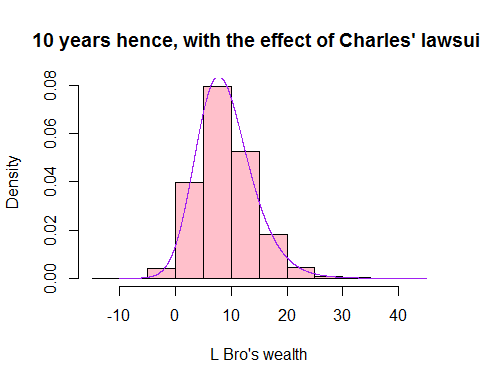 10 years hence, with the effect of Charles' lawsui
Density
0.08
0.06
0.04
0.02
0.00
-10 0 10 20 30 40
L Bro's wealth